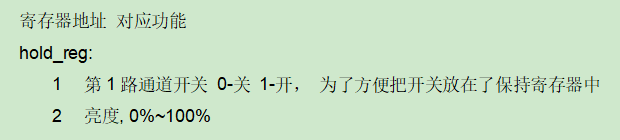 寄存器地址 对应功能
hold_reg:
1 第1路通道开关 0-关 1-开， 为了方便把开关放在了保持寄存器中
2 亮度, 0%~100%